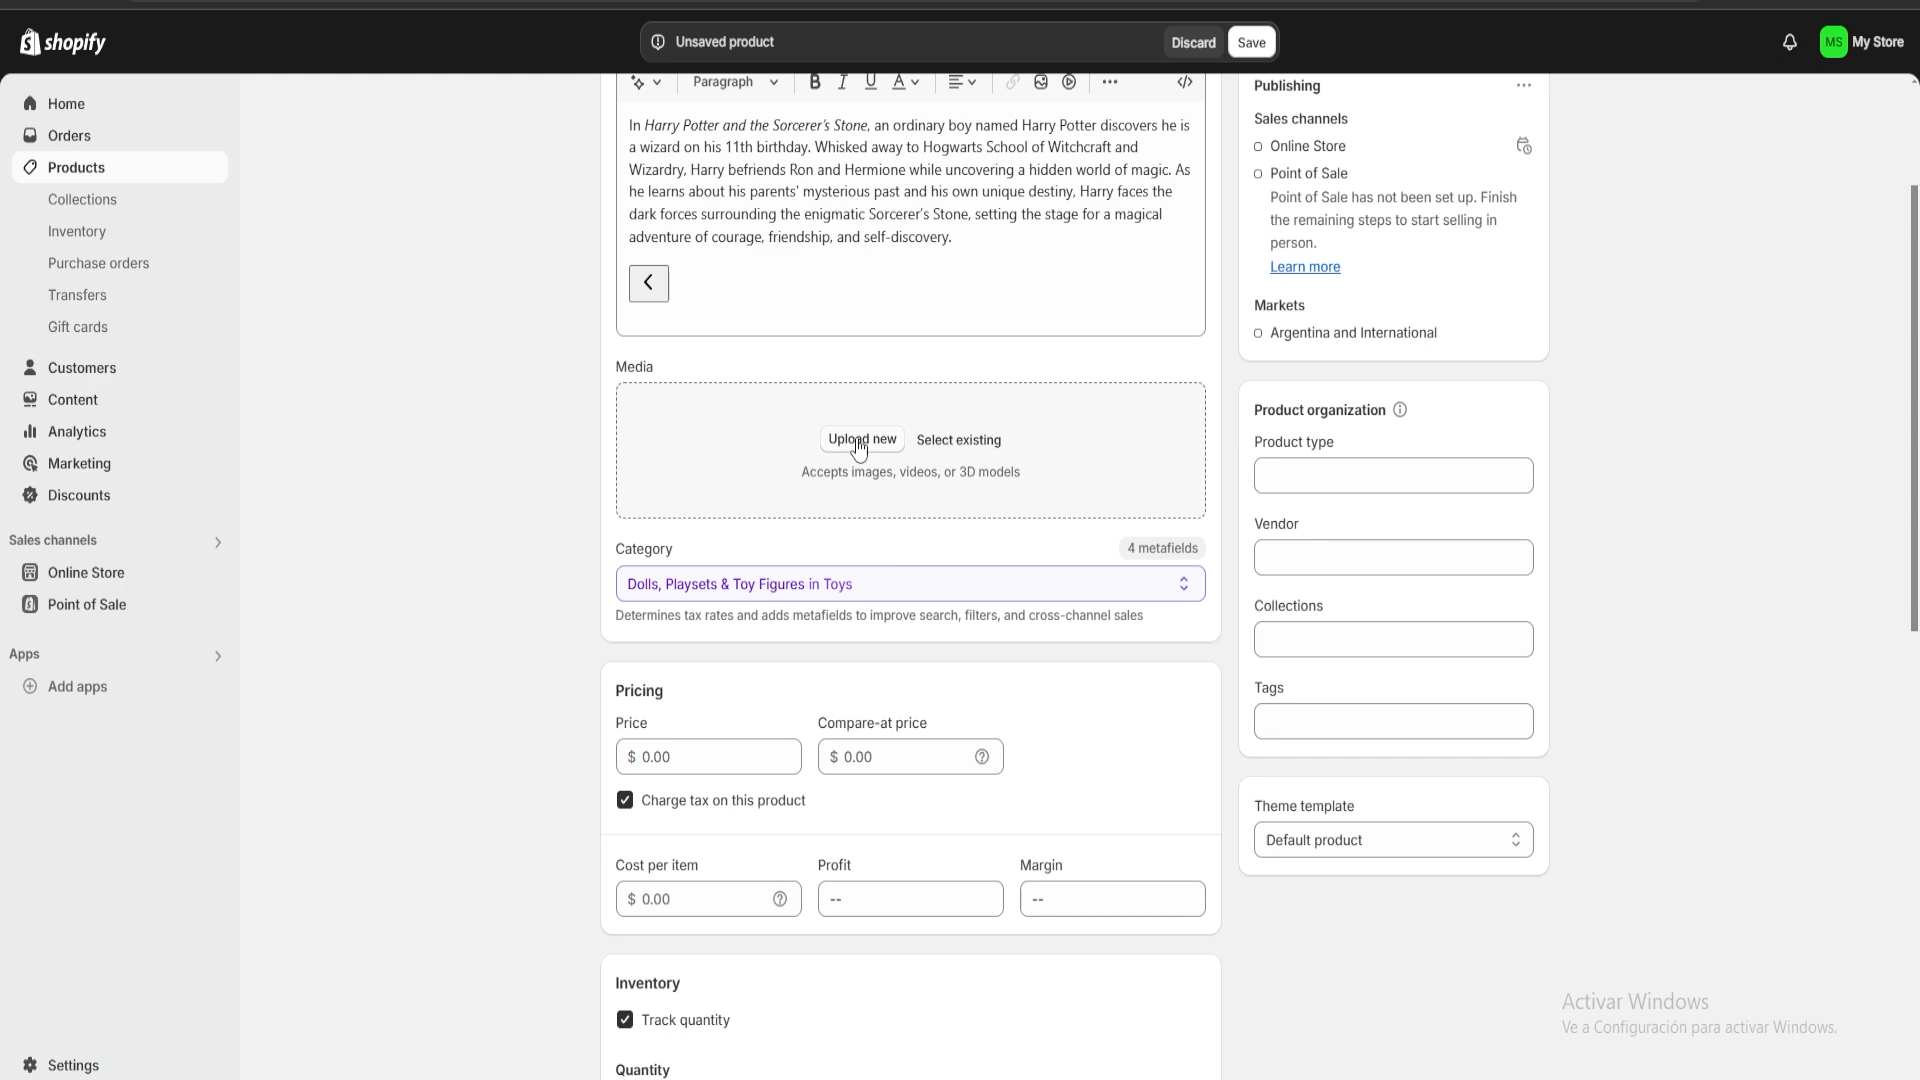 shopify
Unsaved product
Discard
Save
MS
My Store
Home
Orders
Products
Collections
Inventory
Purchase orders
Transfers
Gift cards
Customers
Content
Analytics
Marketing
Discounts
Sales channels
Online Store
Point of Sale
Apps
Add apps
Settings
Paragraph
B I U A
In Harry Potter and the Sorcerer's Stone, an ordinary boy named Harry Potter discovers he is
a wizard on his 11th birthday. Whisked away to Hogwarts School of Witchcraft and
Wizardry, Harry befriends Ron and Hermione while uncovering a hidden world of magic. As
he learns about his parents' mysterious past and his own unique destiny, Harry faces the
dark forces surrounding the enigmatic Sorcerer's Stone, setting the stage for a magical
adventure of courage, friendship, and self-discovery.
Media
Upload new
Select existing
Accepts images, videos, or 3D models
Category
4 metafields
Dolls, Playsets & Toy Figures in Toys
Determines tax rates and adds metafields to improve search, filters, and cross-channel sales
Pricing
Price
Compare-at price
$ 0.00
$ 0.00
Charge tax on this product
Cost per item
Profit
Margin
$ 0.00
--
--
Inventory
Track quantity
Quantity
Publishing
Sales channels
Online Store
Point of Sale
Point of Sale has not been set up. Finish
the remaining steps to start selling in
person.
Learn more
Markets
Argentina and International
Product organization
Product type
Vendor
Collections
Tags
Theme template
Default product
Activar Windows
Ve a Configuración para activar Windows.